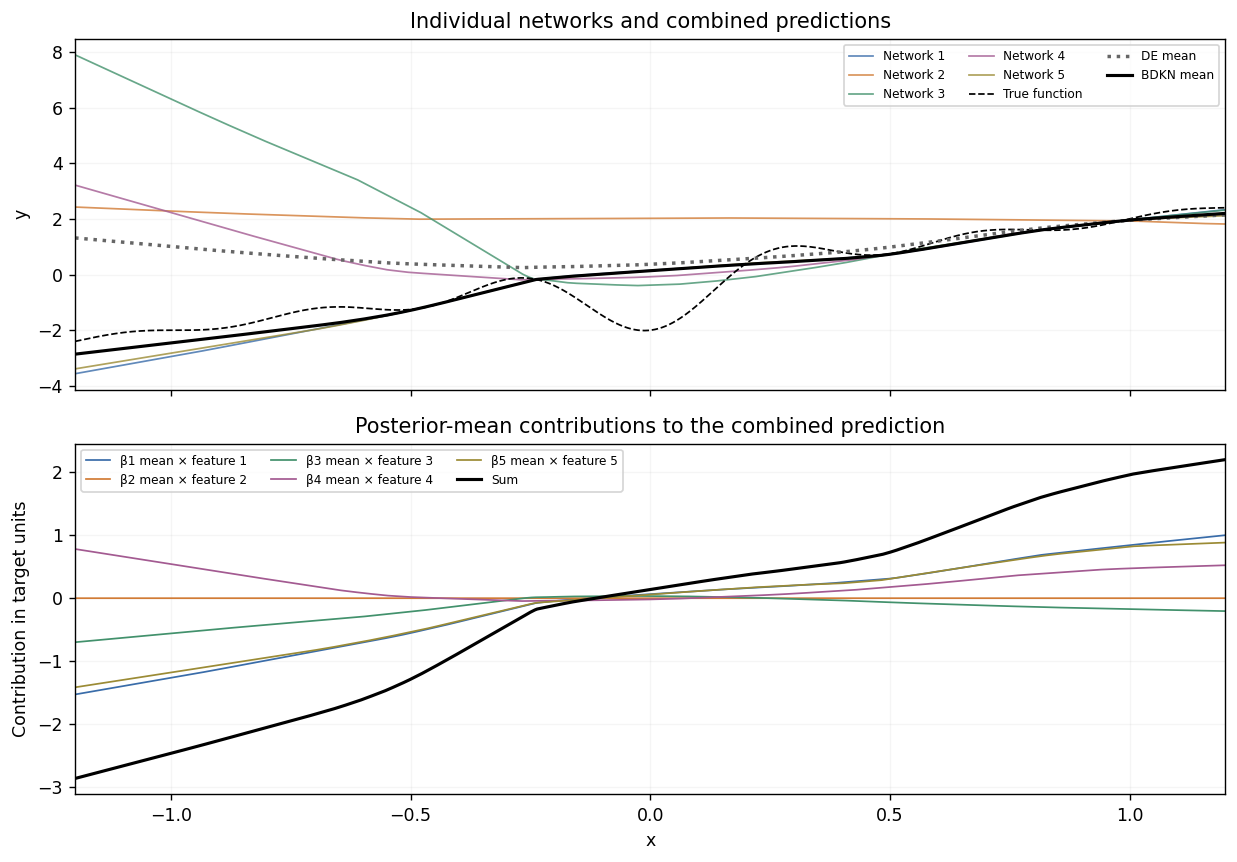 Individual networks and combined predictions
Network 1
Network 2
Network 3
Network 4
Network 5
True function
DE mean
BDKN mean
8
6
4
2
0
−2
−4
y
Posterior-mean contributions to the combined prediction
β1 mean × feature 1
β2 mean × feature 2
β3 mean × feature 3
β4 mean × feature 4
β5 mean × feature 5
Sum
2
1
0
−1
−2
−3
Contribution in target units
−1.0
−0.5
0.0
0.5
1.0
x